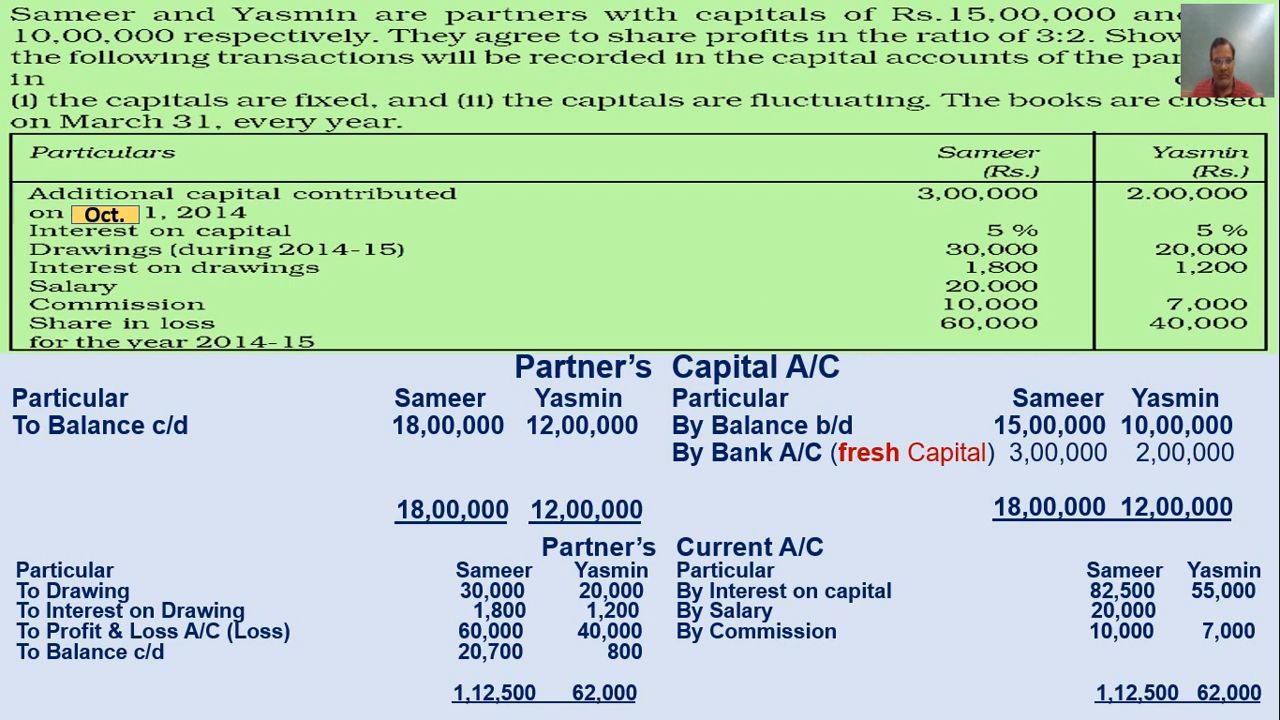 Sameer and Yasmin are partners with capitals of Rs.15,00,000 an
10,00,000 respectively. They agree to share profits in the ratio of 3:2. Show
the following transactions will be recorded in the capital accounts of the par
in
(i) the capitals are fixed, and (ii) the capitals are fluctuating. The books are closed
on March 31, every year.
Particulars Sameer Yasmin
(Rs.) (Rs.)
Additional capital contributed 3,00,000 2.00,000
on Oct. 1, 2014
Interest on capital 5 % 5 %
Drawings (during 2014-15) 30,000 20,000
Interest on drawings 1,800 1,200
Salary 20.000
Commission 10,000 7,000
Share in loss 60,000 40,000
for the year 2014-15
Partner's Capital A/C
Particular Sameer Yasmin Particular Sameer Yasmin
To Balance c/d 18,00,000 12,00,000 By Balance b/d 15,00,000 10,00,000
By Bank A/C (fresh Capital) 3,00,000 2,00,000
18,00,000 12,00,000 18,00,000 12,00,000
Partner's Current A/C
Particular Sameer Yasmin Particular Sameer Yasmin
To Drawing 30,000 20,000 By Interest on capital 82,500 55,000
To Interest on Drawing 1,800 1,200 By Salary 20,000
To Profit & Loss A/C (Loss) 60,000 40,000 By Commission 10,000 7,000
To Balance c/d 20,700 800
1,12,500 62,000 1,12,500 62,000